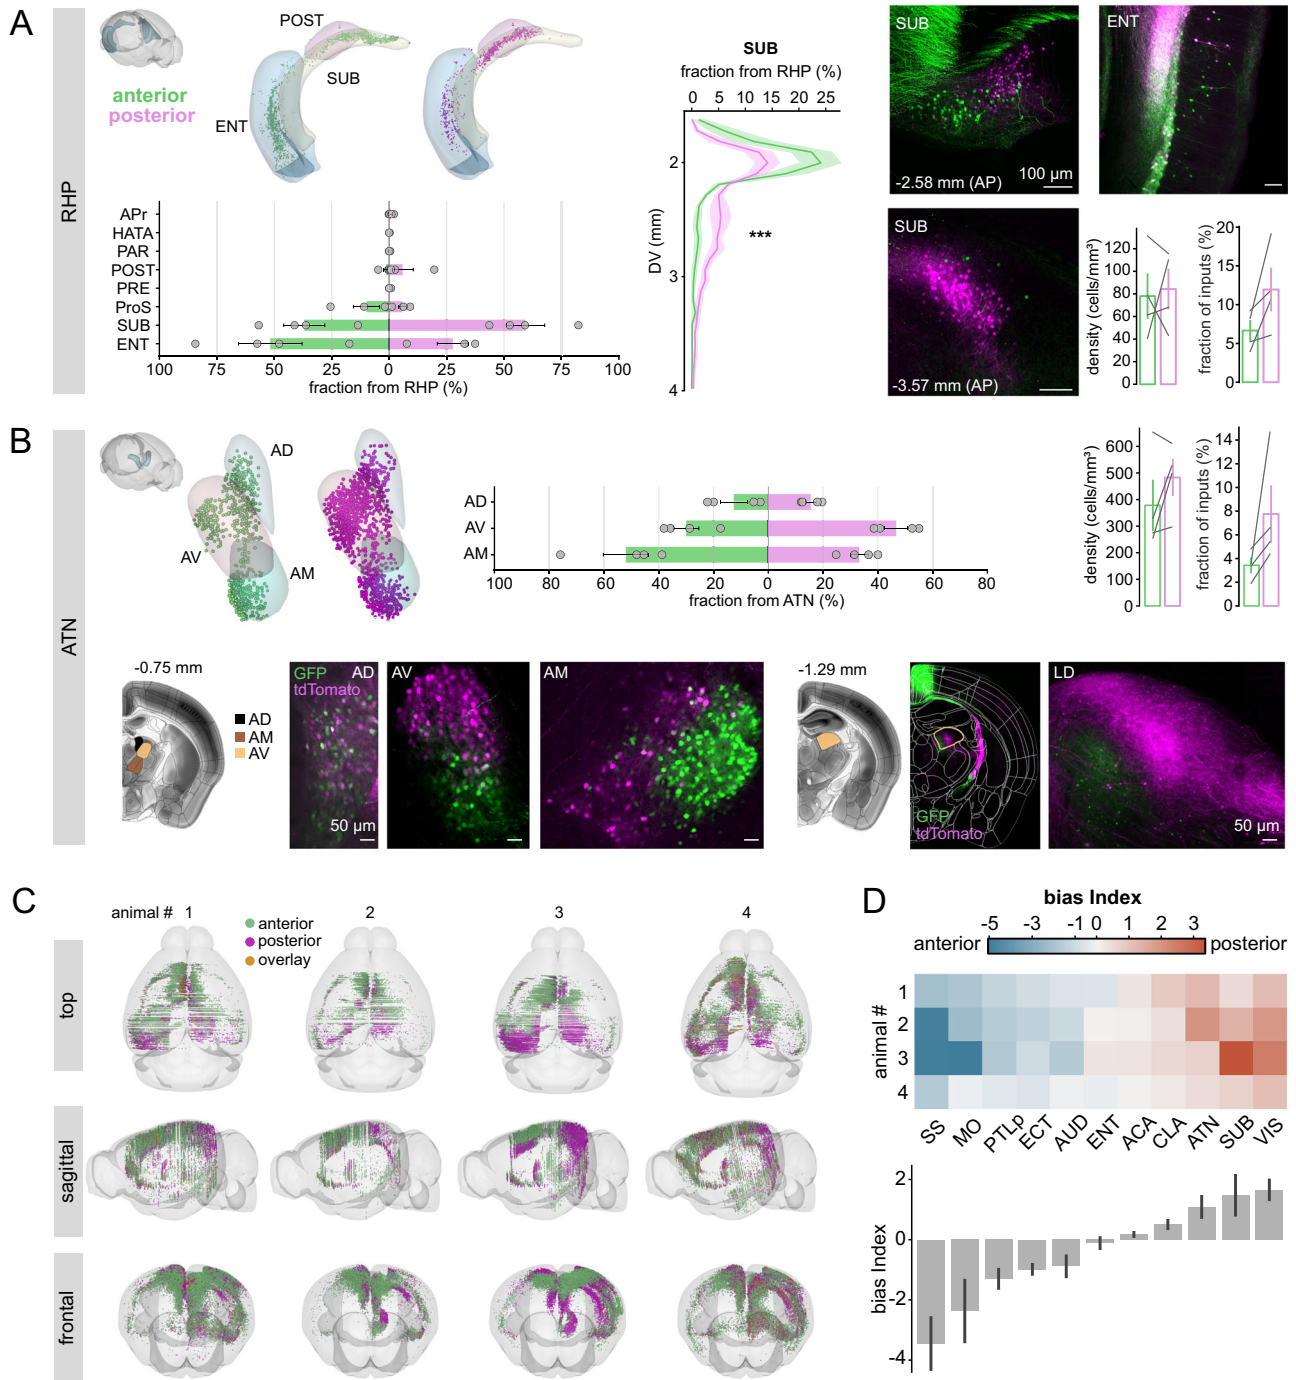 A
RHP
anterior
posterior
POST
SUB
ENT
APr
HATA
PAR
POST
PRE
ProS
SUB
ENT
100 75 50 25 0 25 50 75 100
fraction from RHP (%)
SUB
fraction from RHP (%)
0 5 10 15 20 25
DV (mm)
2
3
4
***
SUB
-2.58 mm (AP)
100 µm
ENT
SUB
-3.57 mm (AP)
density (cells/mm³)
120
100
80
60
40
20
0
fraction of inputs (%)
20
15
10
5
0
B
ATN
AD
AV
AM
AD
AV
AM
100 80 60 40 20 0 20 40 60 80
fraction from ATN (%)
density (cells/mm³)
600
500
400
300
200
100
0
fraction of inputs (%)
14
12
10
8
6
4
2
0
-0.75 mm
AD
AM
AV
GFP
tdTomato
AD
50 µm
AV
AM
-1.29 mm
GFP
tdTomato
LD
50 µm
C
animal # 1 2 3 4
anterior
posterior
overlay
top
sagittal
frontal
D
bias Index
-5 -3 -1 0 1 2 3
anterior
posterior
animal #
1
2
3
4
SS MO PTLp ECT AUD ENT ACA CLA ATN SUB VIS
bias Index
2
0
-2
-4